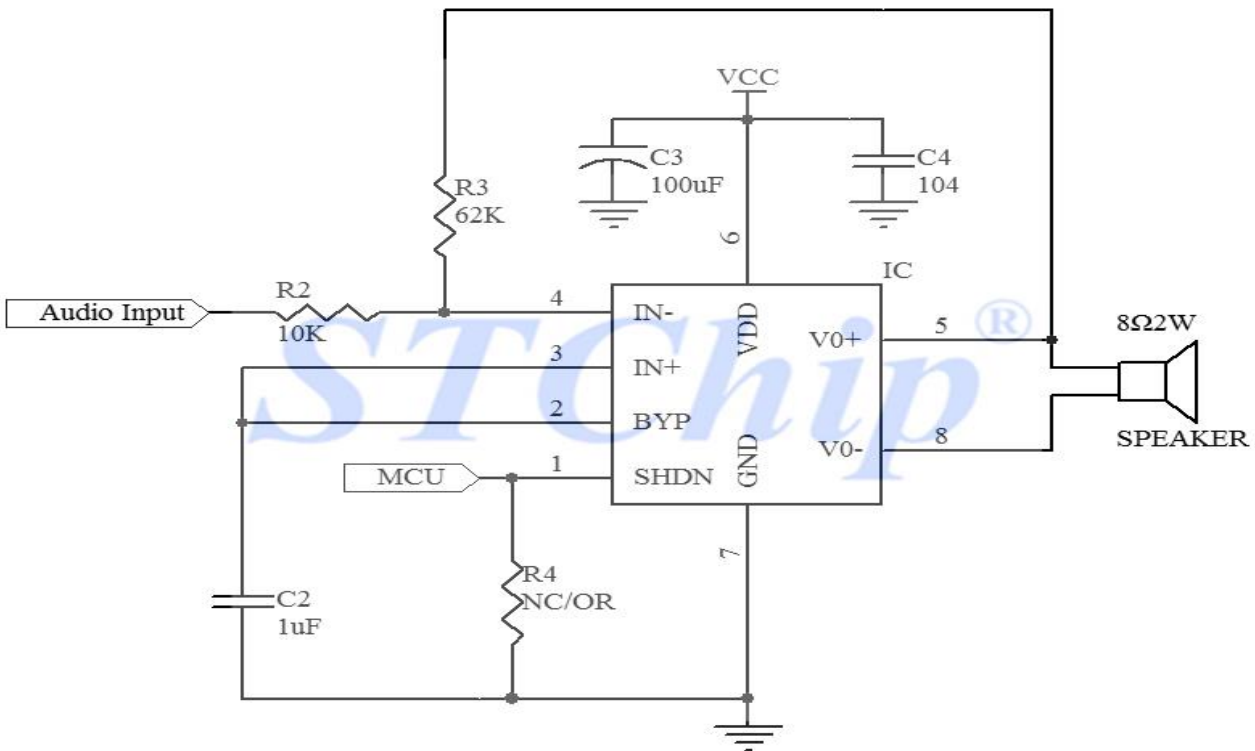 VCC
C3
100uF
C4
104
R3
62K
6
IC
Audio Input
R2
10K
4
IN-
VDD
V0+
5
®
8Ω2W
3
IN+
STChip
2
BYP
V0-
8
SPEAKER
MCU
1
SHDN
GND
7
R4
NC/OR
C2
1uF